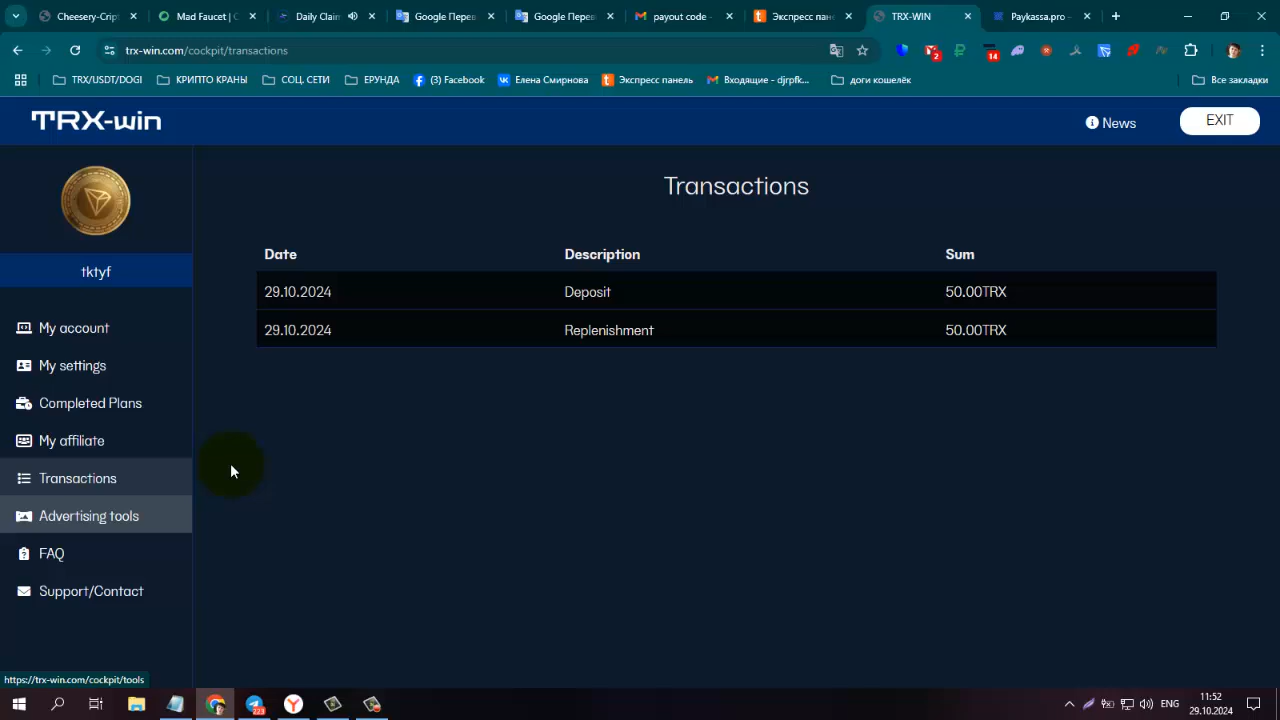 Cheesery-Crip
Mad Faucet | C
Daily Claim
Google Перев
Google Перев
payout code -
Экспресс пан
TRX-WIN
Paykassa.pro -
trx-win.com/cockpit/transactions
2
14
TRX/USDT/DOGI
КРИПТО КРАНЫ
СОЦ. СЕТИ
ЕРУНДА
(3) Facebook
Елена Смирнова
Экспресс панель
Входящие - djrpfk...
доги кошелёк
Все закладки
TRX-win
News
EXIT
Transactions
tktyf
Date Description Sum
29.10.2024 Deposit 50.00TRX
29.10.2024 Replenishment 50.00TRX
My account
My settings
Completed Plans
My affiliate
Transactions
Advertising tools
FAQ
Support/Contact
https://trx-win.com/cockpit/tools
223
ENG
11:52
29.10.2024